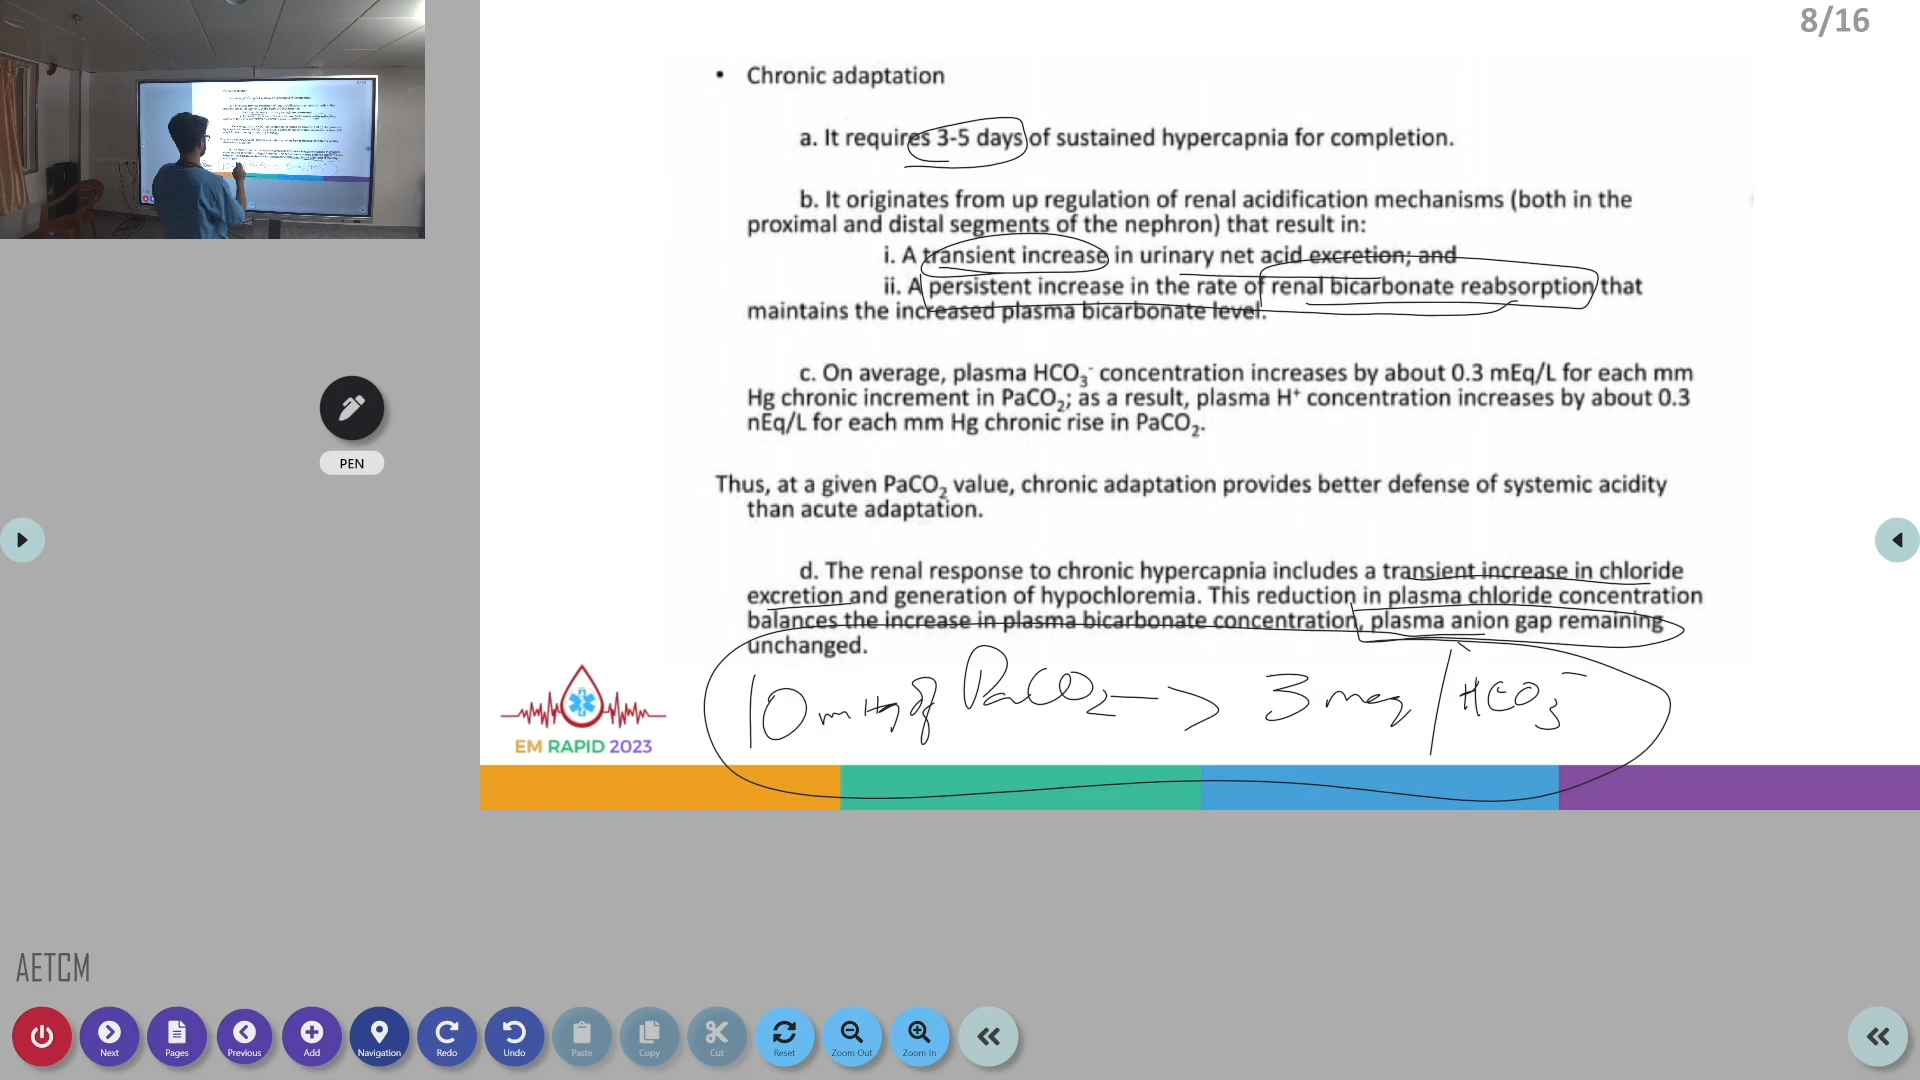 8/16
• Chronic adaptation
a. It requires 3-5 days of sustained hypercapnia for completion.
b. It originates from up regulation of renal acidification mechanisms (both in the
proximal and distal segments of the nephron) that result in:
i. A transient increase in urinary net acid excretion; and
ii. A persistent increase in the rate of renal bicarbonate reabsorption that
maintains the increased plasma bicarbonate level.
c. On average, plasma HCO₃⁻ concentration increases by about 0.3 mEq/L for each mm
Hg chronic increment in PaCO₂; as a result, plasma H⁺ concentration increases by about 0.3
nEq/L for each mm Hg chronic rise in PaCO₂.
Thus, at a given PaCO₂ value, chronic adaptation provides better defense of systemic acidity
than acute adaptation.
d. The renal response to chronic hypercapnia includes a transient increase in chloride
excretion and generation of hypochloremia. This reduction in plasma chloride concentration
balances the increase in plasma bicarbonate concentration, plasma anion gap remaining
unchanged.
10 mm Hg of PaCO₂ —> 3 meq / HCO₃⁻
EM RAPID 2023
PEN
AETCM
Next
Pages
Previous
Add
Navigation
Redo
Undo
Paste
Copy
Cut
Reset
Zoom Out
Zoom In